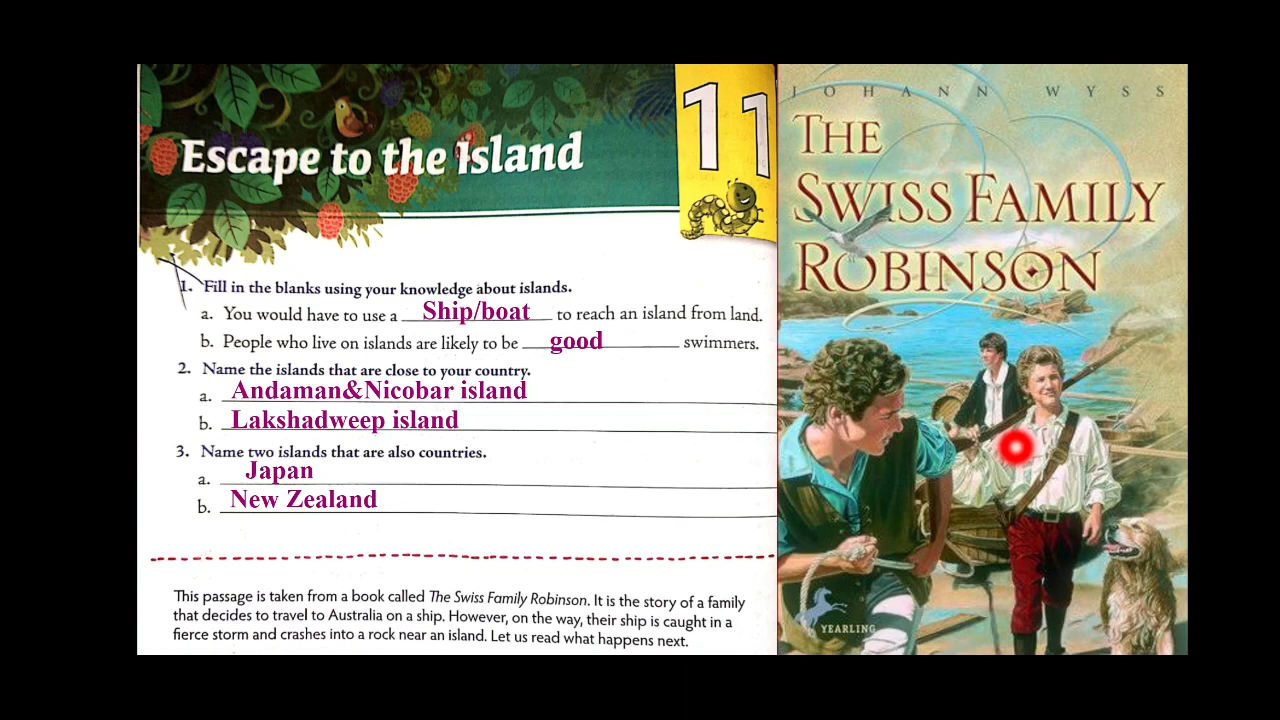 Escape to the Island
11
1. Fill in the blanks using your knowledge about islands.
a. You would have to use a Ship/boat to reach an island from land.
b. People who live on islands are likely to be good swimmers.
2. Name the islands that are close to your country.
a. Andaman&Nicobar island
b. Lakshadweep island
3. Name two islands that are also countries.
a. Japan
b. New Zealand
This passage is taken from a book called The Swiss Family Robinson. It is the story of a family
that decides to travel to Australia on a ship. However, on the way, their ship is caught in a
fierce storm and crashes into a rock near an island. Let us read what happens next.
JOHANN WYSS
THE
SWISS FAMILY
ROBINSON
YEARLING